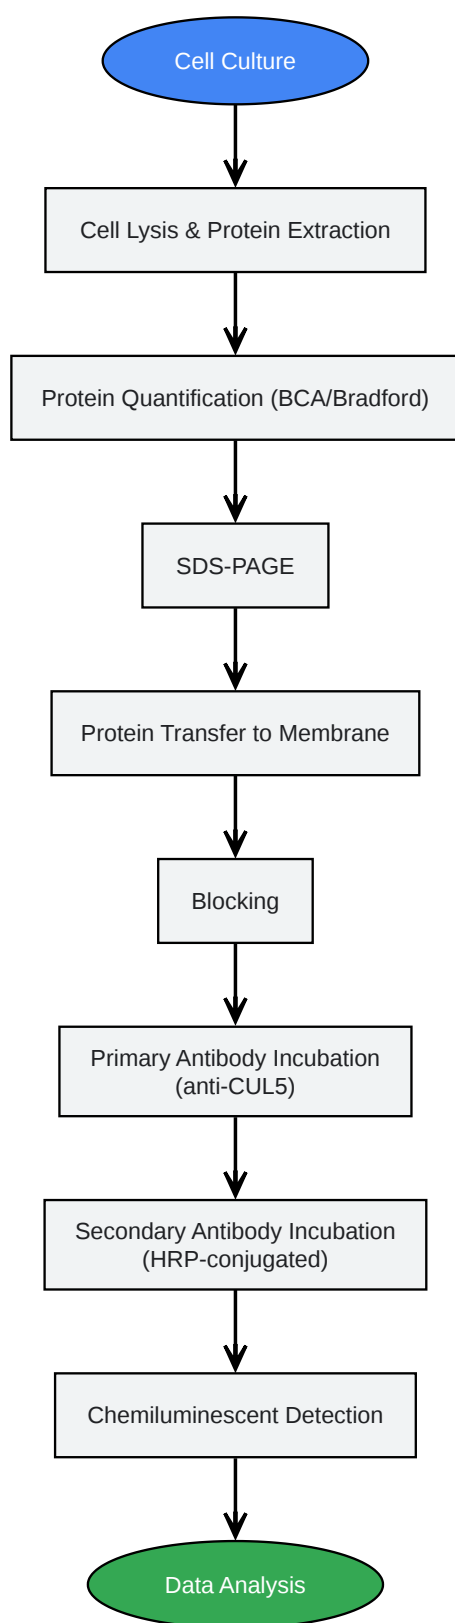 Cell Culture
Cell Lysis & Protein Extraction
Protein Quantification (BCA/Bradford)
SDS-PAGE
Protein Transfer to Membrane
Blocking
Primary Antibody Incubation
(anti-CUL5)
Secondary Antibody Incubation
(HRP-conjugated)
Chemiluminescent Detection
Data Analysis